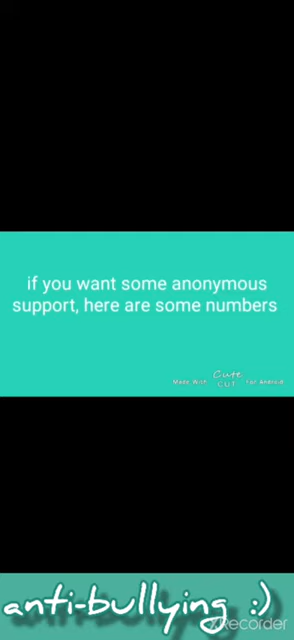 if you want some anonymous
support, here are some numbers
Made With Cute CUT For Android
anti-bullying :)
XRecorder